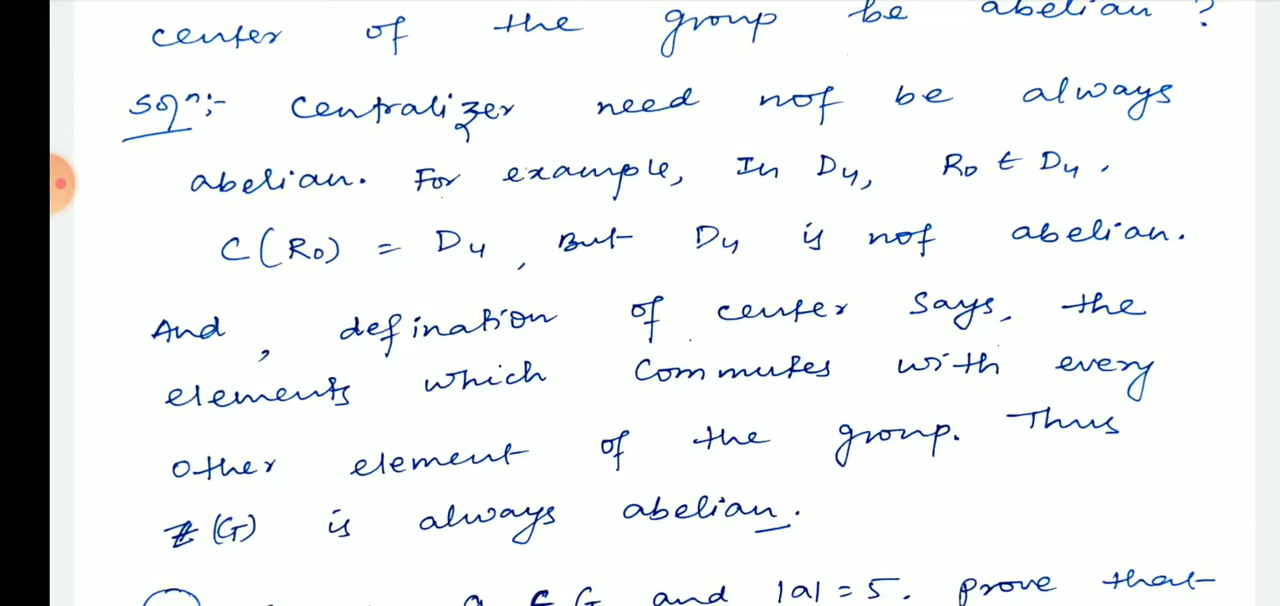 center of the group be abelian ?
Sol^n:- Centralizer need not be always
abelian. For example, In D4, R0 ∈ D4.
C(R0) = D4, But D4 is not abelian.
And, defination of center says, the
elements which commutes with every
other element of the group. Thus
Z(G) is always abelian.
a ∈ G and |a| = 5. prove that